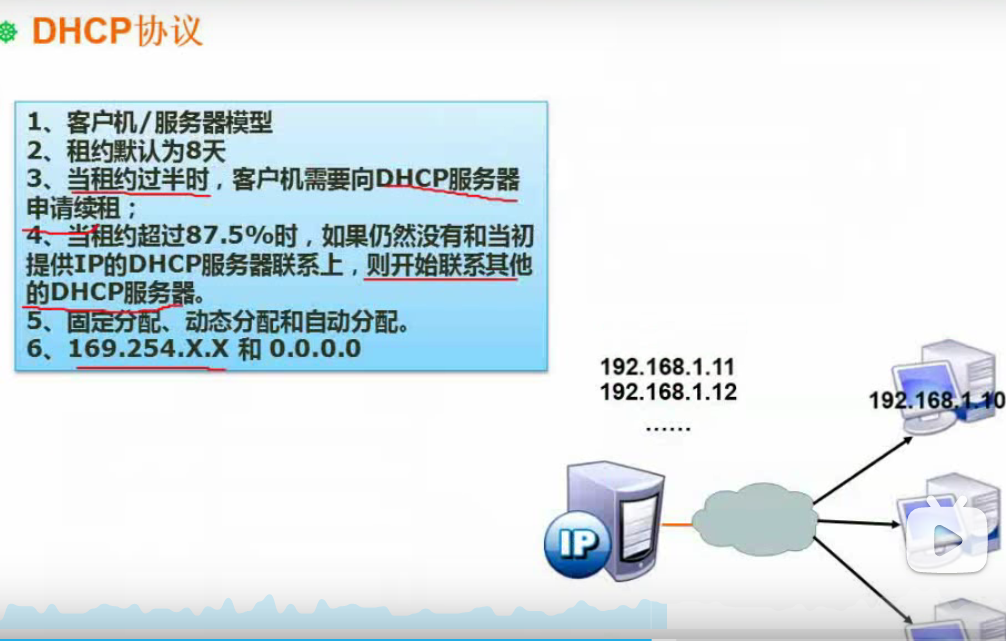 DHCP协议
1、客户机/服务器模型
2、租约默认为8天
3、当租约过半时，客户机需要向DHCP服务器
申请续租；
4、当租约超过87.5%时，如果仍然没有和当初
提供IP的DHCP服务器联系上，则开始联系其他
的DHCP服务器。
5、固定分配、动态分配和自动分配。
6、169.254.X.X 和 0.0.0.0
192.168.1.11
192.168.1.12
......
192.168.1.10
IP